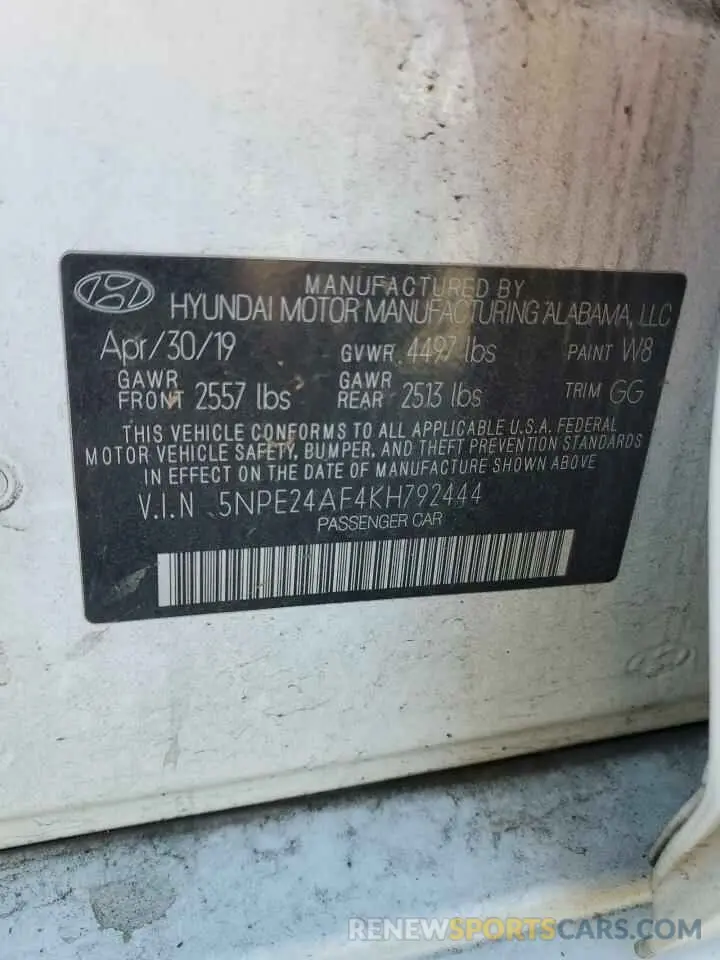 MANUFACTURED BY
HYUNDAI MOTOR MANUFACTURING ALABAMA, LLC
Apr/30/19 GVWR 4497 lbs PAINT W8
GAWR FRONT 2557 lbs GAWR REAR 2513 lbs TRIM GG
THIS VEHICLE CONFORMS TO ALL APPLICABLE U.S.A. FEDERAL
MOTOR VEHICLE SAFETY, BUMPER, AND THEFT PREVENTION STANDARDS
IN EFFECT ON THE DATE OF MANUFACTURE SHOWN ABOVE
V.I.N 5NPE24AF4KH792444
PASSENGER CAR
RENEWSPORTSCARS.COM